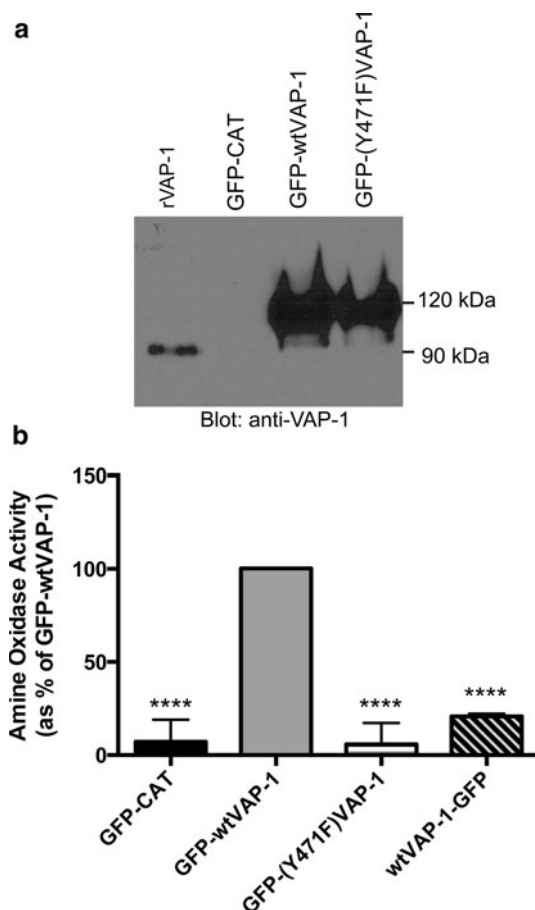 a
rVAP-1
GFP-CAT
GFP-wtVAP-1
GFP-(Y471F)VAP-1
120 kDa
90 kDa
Blot: anti-VAP-1
b
Amine Oxidase Activity
(as % of GFP-wtVAP-1)
150
100
50
0
****
****
****
GFP-CAT
GFP-wtVAP-1
GFP-(Y471F)VAP-1
wtVAP-1-GFP